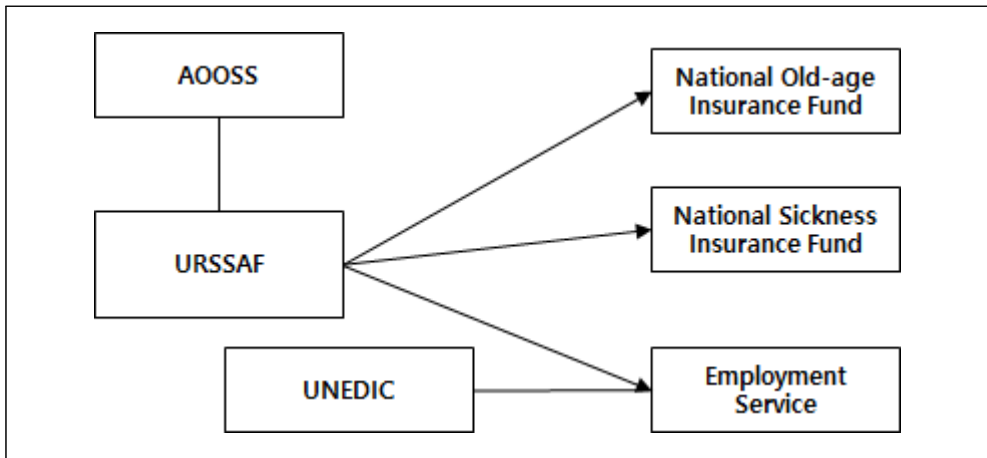 AOOSS
National Old-age
Insurance Fund
URSSAF
National Sickness
Insurance Fund
UNEDIC
Employment
Service